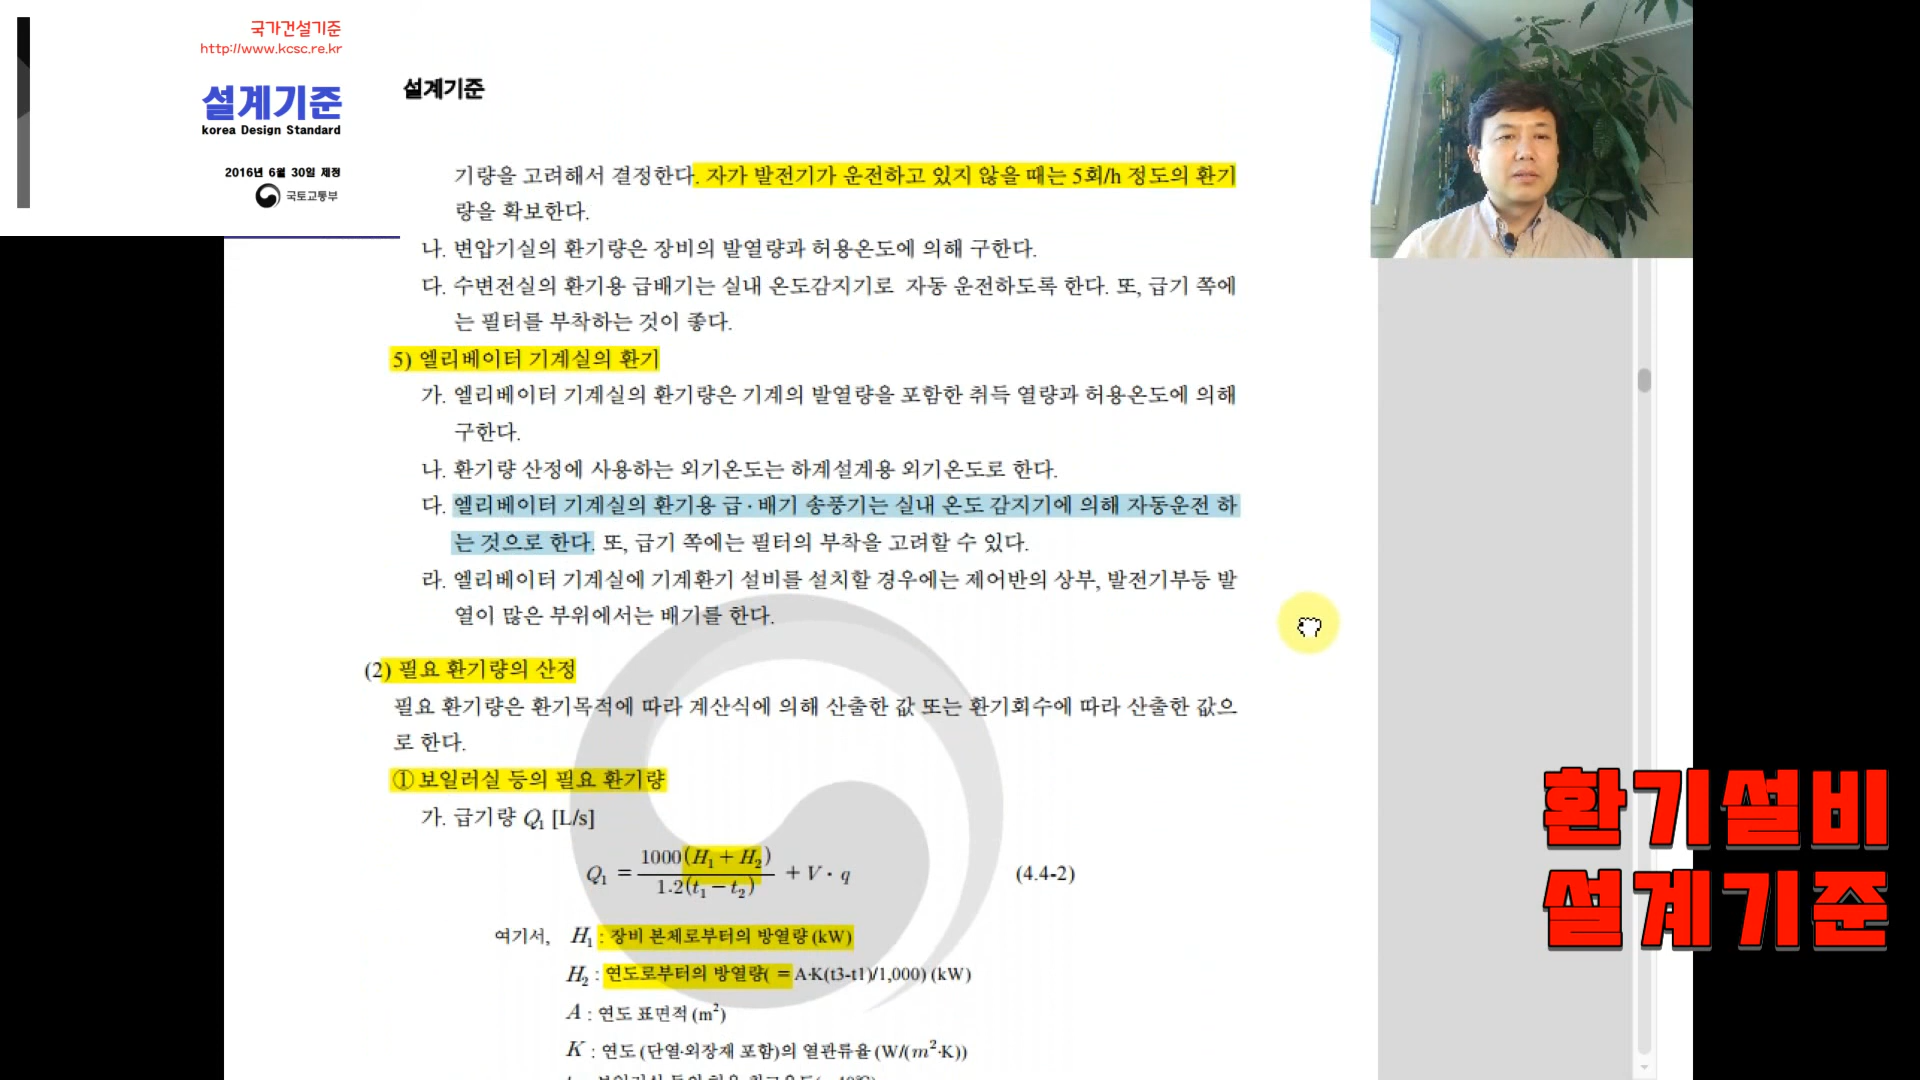 국가건설기준
http://www.kcsc.re.kr
설계기준
korea Design Standard
2016년 6월 30일 제정
국토교통부
설계기준
기량을 고려해서 결정한다. 자가 발전기가 운전하고 있지 않을 때는 5회/h 정도의 환기
량을 확보한다.
나. 변압기실의 환기량은 장비의 발열량과 허용온도에 의해 구한다.
다. 수변전실의 환기용 급배기는 실내 온도감지기로 자동 운전하도록 한다. 또, 급기 쪽에
는 필터를 부착하는 것이 좋다.
5) 엘리베이터 기계실의 환기
가. 엘리베이터 기계실의 환기량은 기계의 발열량을 포함한 취득 열량과 허용온도에 의해
구한다.
나. 환기량 산정에 사용하는 외기온도는 하계설계용 외기온도로 한다.
다. 엘리베이터 기계실의 환기용 급·배기 송풍기는 실내 온도 감지기에 의해 자동운전 하
는 것으로 한다. 또, 급기 쪽에는 필터의 부착을 고려할 수 있다.
라. 엘리베이터 기계실에 기계환기 설비를 설치할 경우에는 제어반의 상부, 발전기부등 발
열이 많은 부위에서는 배기를 한다.
(2) 필요 환기량의 산정
필요 환기량은 환기목적에 따라 계산식에 의해 산출한 값 또는 환기회수에 따라 산출한 값으
로 한다.
① 보일러실 등의 필요 환기량
가. 급기량 Q₁ [L/s]
Q₁ = 1000(H₁ + H₂) / 1.2(t₁ − t₂) + V · q (4.4-2)
여기서, H₁ : 장비 본체로부터의 방열량 (kW)
H₂ : 연도로부터의 방열량( = A·K(t3-t1)/1,000) (kW)
A : 연도 표면적 (m²)
K : 연도 (단열·외장재 포함)의 열관류율 (W/(m²·K))
환기설비
설계기준